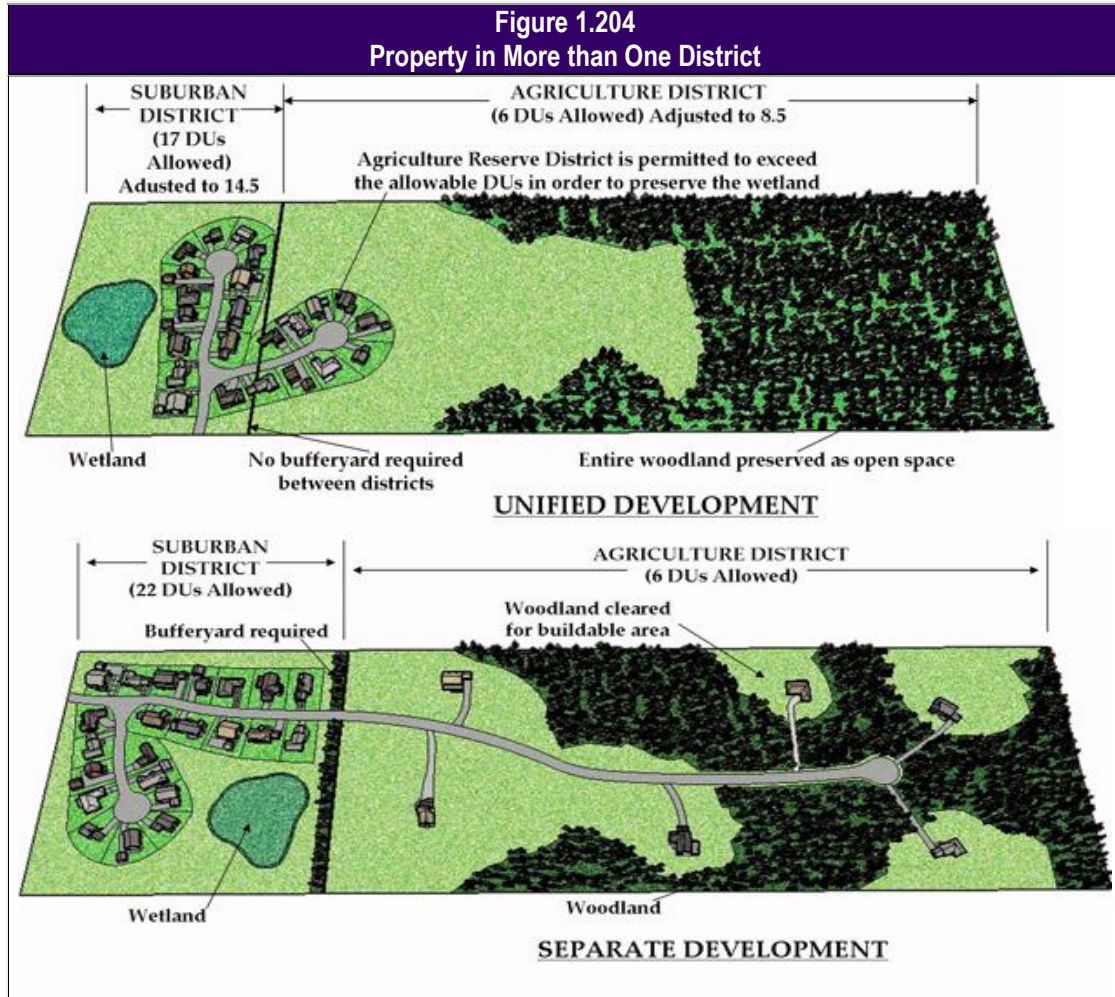 Figure 1.204
Property in More than One District
SUBURBAN
DISTRICT
(17 DUs
Allowed)
Adusted to 14.5
AGRICULTURE DISTRICT
(6 DUs Allowed) Adjusted to 8.5
Agriculture Reserve District is permitted to exceed
the allowable DUs in order to preserve the wetland
Wetland
No bufferyard required
between districts
Entire woodland preserved as open space
UNIFIED DEVELOPMENT
SUBURBAN
DISTRICT
(22 DUs Allowed)
AGRICULTURE DISTRICT
(6 DUs Allowed)
Bufferyard required
Woodland cleared
for buildable area
Wetland
Woodland
SEPARATE DEVELOPMENT